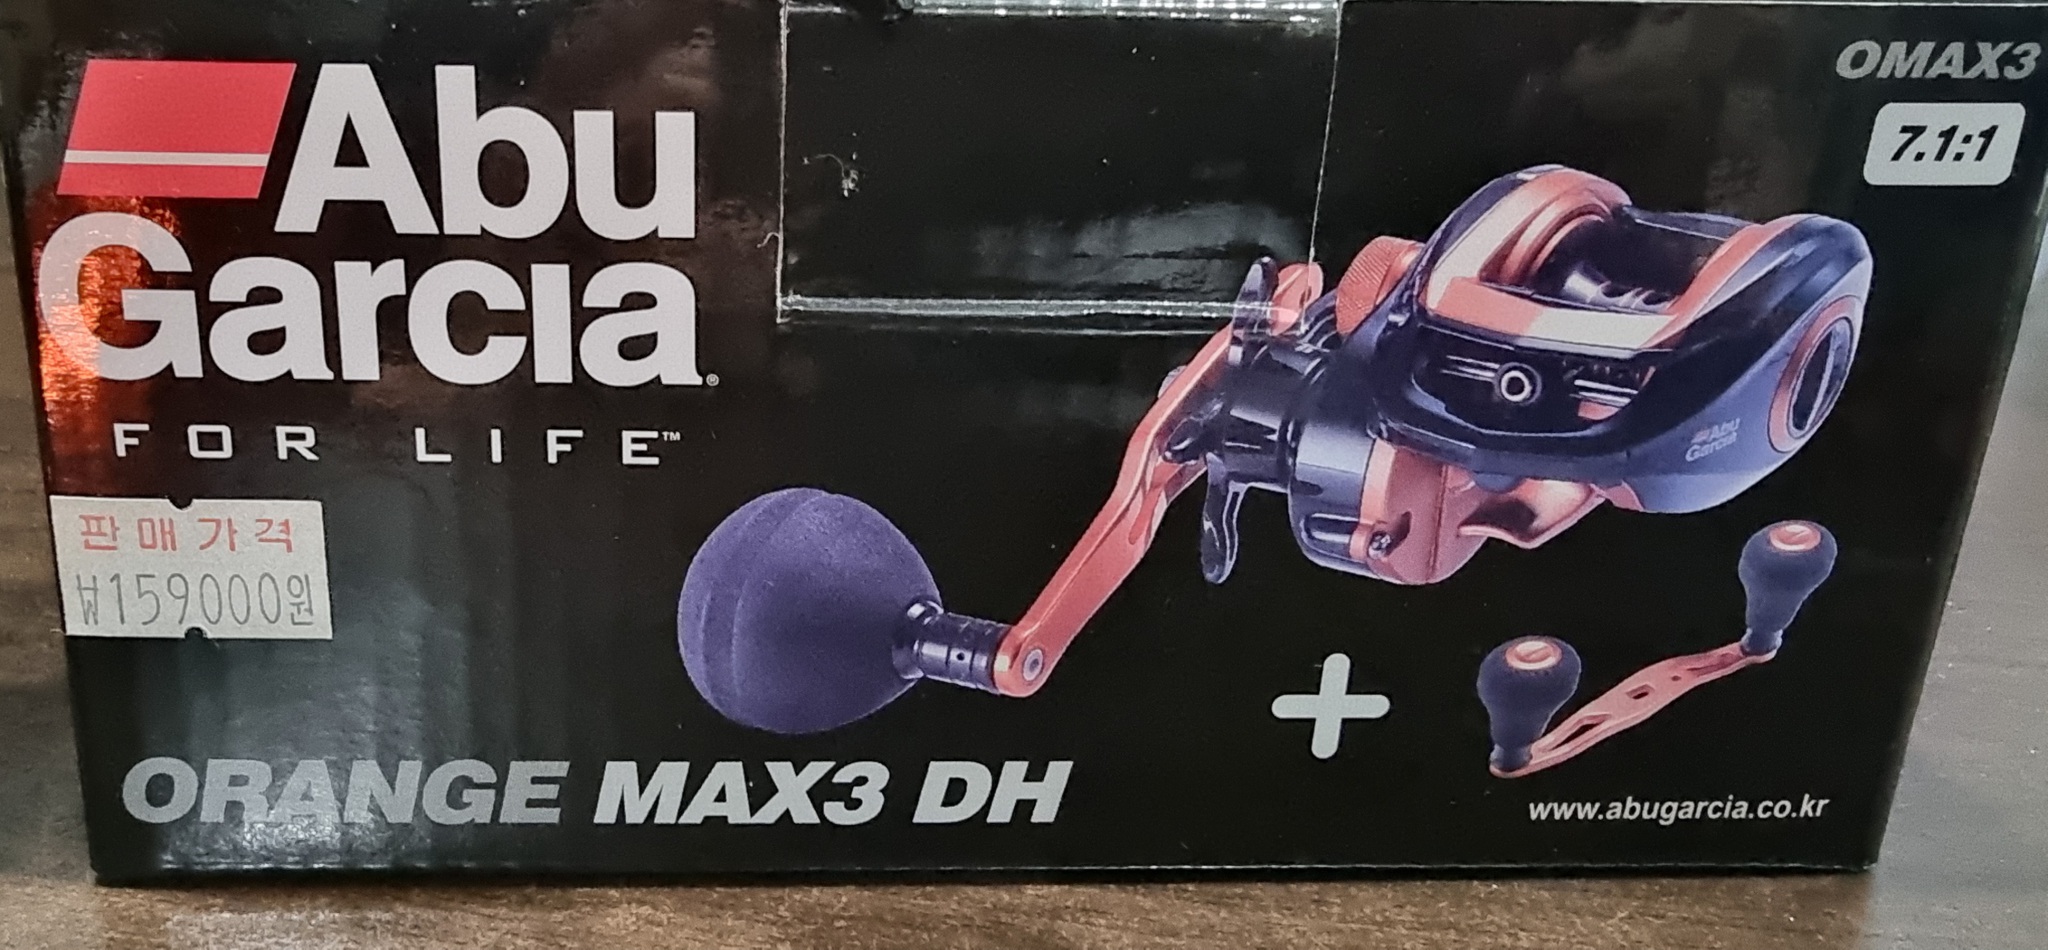 Abu
Garcia®
FOR LIFE™
OMAX3
7.1:1
Abu
Garcia
판매가격
₩159000원
ORANGE MAX3 DH
www.abugarcia.co.kr